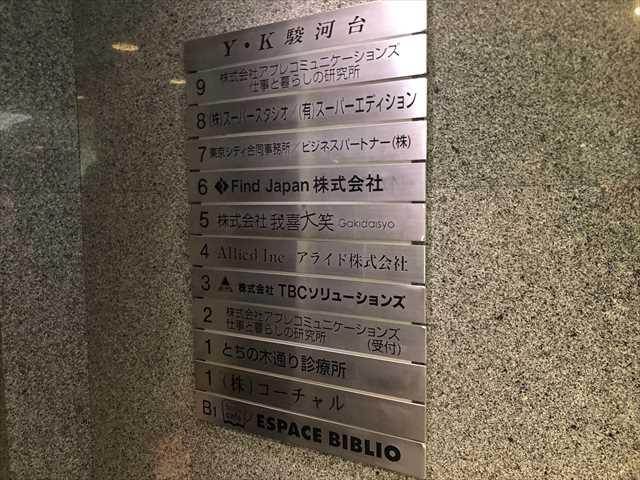 Y・K駿河台
9 株式会社アプレコミュニケーションズ
仕事と暮らしの研究所
8 (株)スーパースタジオ/(有)スーパーエディション
7 東京シティ合同事務所/ビジネスパートナー(株)
6 Find Japan 株式会社
5 株式会社 我喜大笑 Gakidaisyo
4 Allied Inc アライド株式会社
3 株式会社 TBCソリューションズ
2 株式会社アプレコミュニケーションズ
仕事と暮らしの研究所 (受付)
1 とちの木通り診療所
1 (株)コーチャル
B1 cafe ESPACE BIBLIO